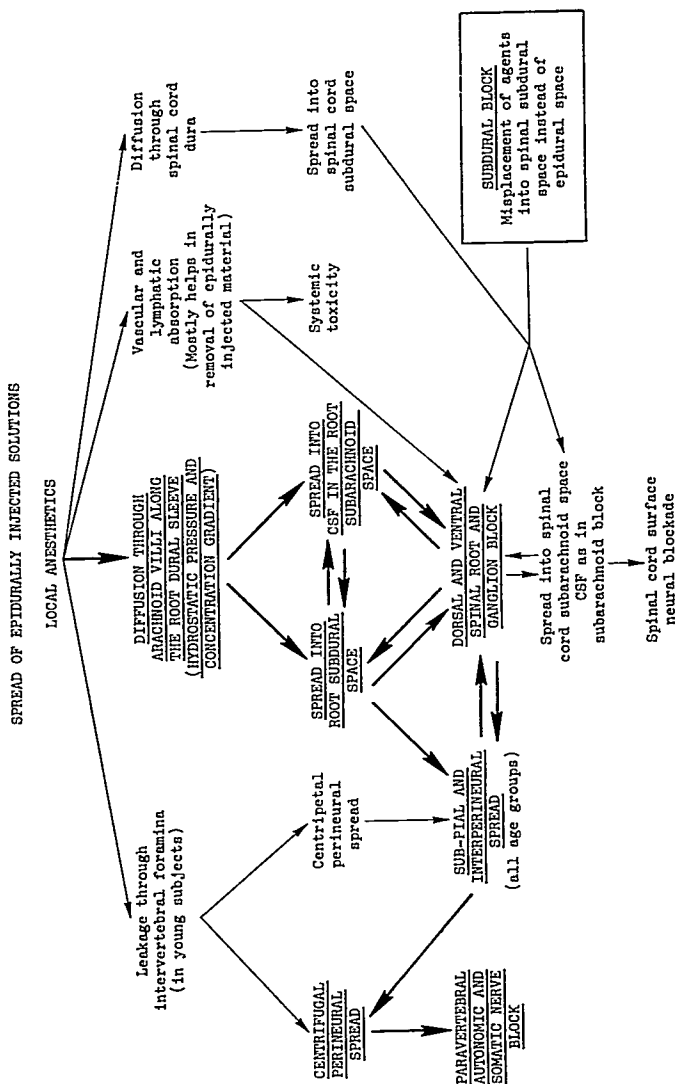 SPREAD OF EPIDURALLY INJECTED SOLUTIONS
LOCAL ANESTHETICS
Leakage through
intervertebral foramina
(in young subjects)
DIFFUSION THROUGH
ARACHNOID VILLI ALONG
THE ROOT DURAL SLEEVE
(HYDROSTATIC PRESSURE AND
CONCENTRATION GRADIENT)
Vascular and
lymphatic
absorption
(Mostly helps in
removal of epidurally
injected material)
Diffusion
through
spinal cord
dura
CENTRIFUGAL
PERINEURAL
SPREAD
Centripetal
perineural
spread
SPREAD INTO
ROOT SUBDURAL
SPACE
SPREAD INTO
CSF IN THE ROOT
SUBARACHNOID
SPACE
Systemic
toxicity
Spread into
spinal cord
subdural space
PARAVERTEBRAL
AUTONOMIC AND
SOMATIC NERVE
BLOCK
SUB-PIAL AND
INTERPERINEURAL
SPREAD
(all age groups)
DORSAL AND VENTRAL
SPINAL ROOT AND
GANGLION BLOCK
SUBDURAL BLOCK
Misplacement of agents
into spinal subdural
space instead of
epidural space
Spread into spinal
cord subarachnoid space
CSF as in
subarachnoid block
Spinal cord surface
neural blockade